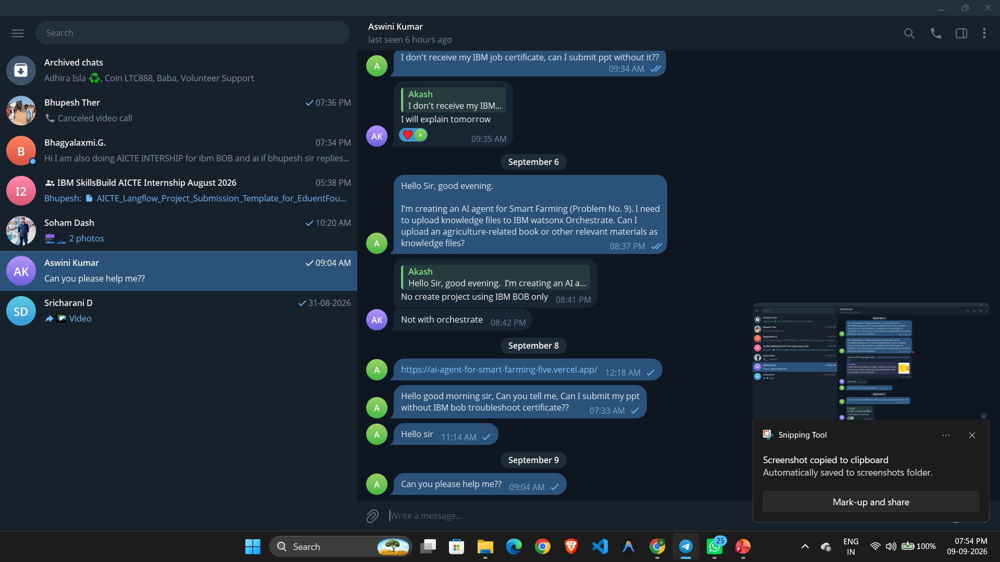 Search
Archived chats
Adhira Isla ♻, Coin LTC888, Baba, Volunteer Support
Bhupesh Ther
07:36 PM
Canceled video call
B
Bhagyalaxmi.G.
07:34 PM
Hi I am also doing AICTE INTERSHIP for ibm BOB and ai if bhupesh sir replies...
I2
IBM SkillsBuild AICTE Internship August 2026
05:38 PM
Bhupesh: AICTE_Langflow_Project_Submission_Template_for_EduentFou...
Soham Dash
10:20 AM
2 photos
AK
Aswini Kumar
09:04 AM
Can you please help me??
SD
Sricharani D
31-08-2026
Video
Aswini Kumar
last seen 6 hours ago
A
I don't receive my IBM job certificate, can I submit ppt without it??
09:34 AM
Akash
I don't receive my IBM...
I will explain tomorrow
AK
❤ A
09:35 AM
September 6
Hello Sir, good evening.
I'm creating an AI agent for Smart Farming (Problem No. 9). I need
to upload knowledge files to IBM watsonx Orchestrate. Can I
upload an agriculture-related book or other relevant materials as
knowledge files?
08:37 PM
A
Akash
Hello Sir, good evening. I'm creating an AI a...
No create project using IBM BOB only
08:41 PM
AK
Not with orchestrate
08:42 PM
September 8
A
https://ai-agent-for-smart-farming-five.vercel.app/
12:18 AM
A
Hello good morning sir, Can you tell me, Can I submit my ppt
without IBM bob troubleshoot certificate??
07:33 AM
A
Hello sir
11:14 AM
September 9
A
Can you please help me??
09:04 AM
Write a message...
Snipping Tool
Screenshot copied to clipboard
Automatically saved to screenshots folder.
Mark-up and share
Search
A
25
P
ENG
IN
100%
07:54 PM
09-09-2026